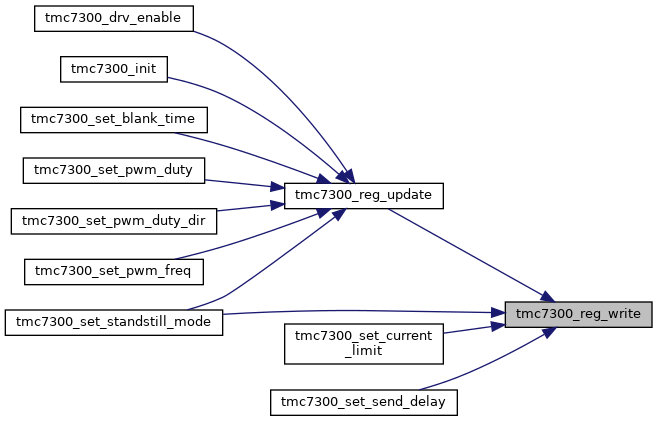 tmc7300_drv_enable
tmc7300_init
tmc7300_set_blank_time
tmc7300_set_pwm_duty
tmc7300_reg_update
tmc7300_set_pwm_duty_dir
tmc7300_set_pwm_freq
tmc7300_set_standstill_mode
tmc7300_reg_write
tmc7300_set_current
_limit
tmc7300_set_send_delay